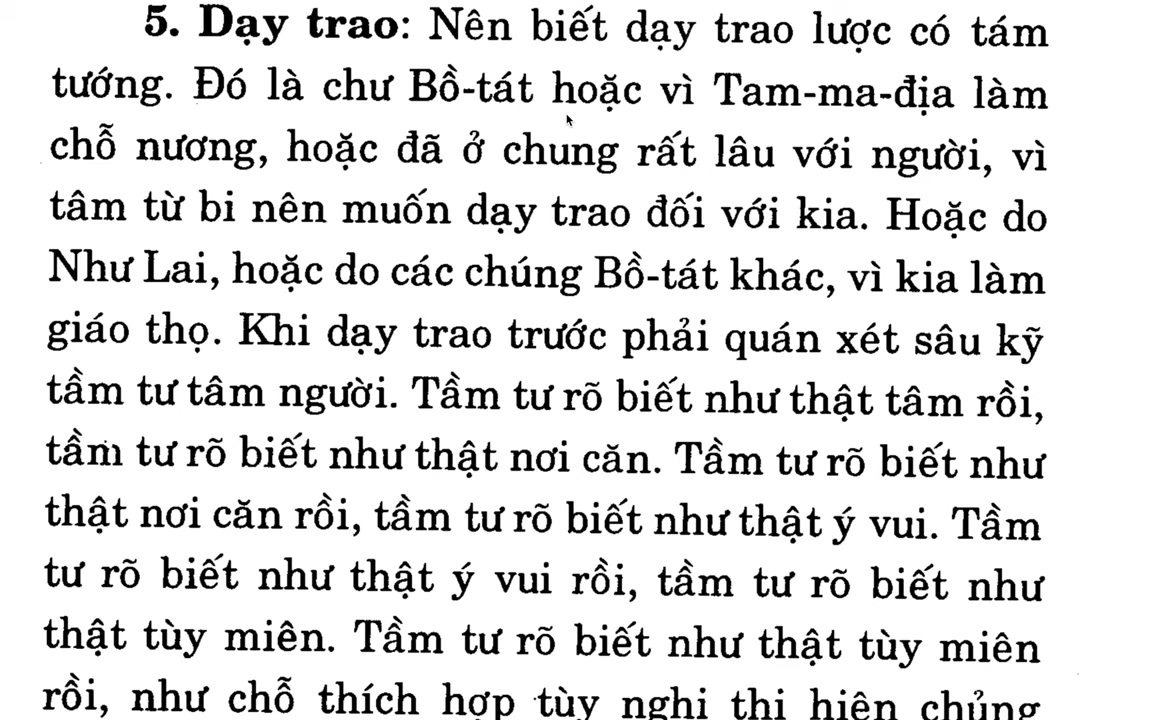 5. Dạy trao: Nên biết dạy trao lược có tám
tướng. Đó là chư Bồ-tát hoặc vì Tam-ma-địa làm
chỗ nương, hoặc đã ở chung rất lâu với người, vì
tâm từ bi nên muốn dạy trao đối với kia. Hoặc do
Như Lai, hoặc do các chúng Bồ-tát khác, vì kia làm
giáo thọ. Khi dạy trao trước phải quán xét sâu kỹ
tầm tư tâm người. Tầm tư rõ biết như thật tâm rồi,
tầm tư rõ biết như thật nơi căn. Tầm tư rõ biết như
thật nơi căn rồi, tầm tư rõ biết như thật ý vui. Tầm
tư rõ biết như thật ý vui rồi, tầm tư rõ biết như
thật tùy miên. Tầm tư rõ biết như thật tùy miên
rồi, như chỗ thích hợp tùy nghi thị hiện chủng